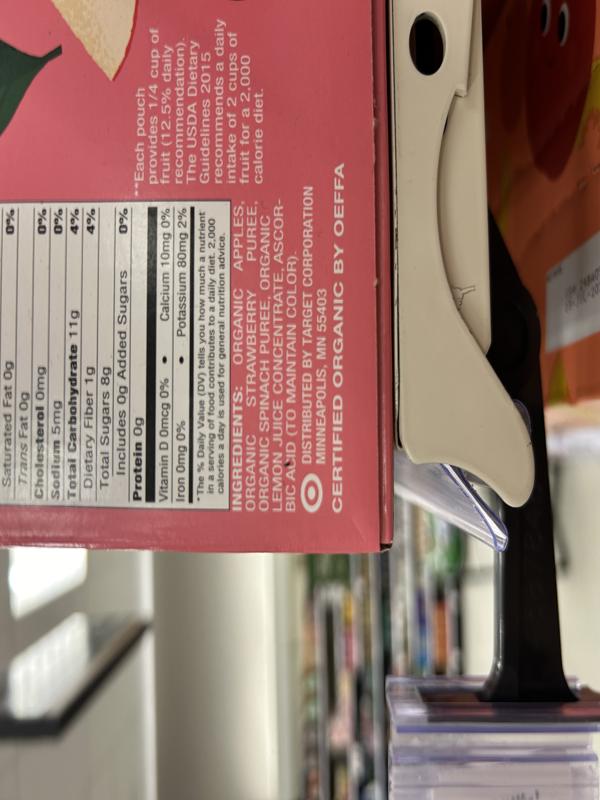 Saturated Fat 0g 0%
Trans Fat 0g
Cholesterol 0mg 0%
Sodium 5mg 0%
Total Carbohydrate 11g 4%
Dietary Fiber 1g 4%
Total Sugars 8g
Includes 0g Added Sugars 0%
Protein 0g
Vitamin D 0mcg 0% • Calcium 10mg 0%
Iron 0mg 0% • Potassium 80mg 2%
*The % Daily Value (DV) tells you how much a nutrient
in a serving of food contributes to a daily diet. 2,000
calories a day is used for general nutrition advice.
INGREDIENTS: ORGANIC APPLES,
ORGANIC STRAWBERRY PUREE,
ORGANIC SPINACH PUREE, ORGANIC
LEMON JUICE CONCENTRATE, ASCOR-
BIC ACID (TO MAINTAIN COLOR).
DISTRIBUTED BY TARGET CORPORATION
MINNEAPOLIS, MN 55403
CERTIFIED ORGANIC BY OEFFA
**Each pouch
provides 1/4 cup of
fruit (12.5% daily
recommendation).
The USDA Dietary
Guidelines 2015
recommends a daily
intake of 2 cups of
fruit for a 2,000
calorie diet.